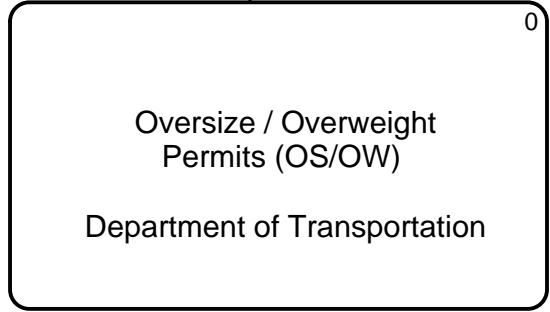 0
Oversize / Overweight
Permits (OS/OW)
Department of Transportation